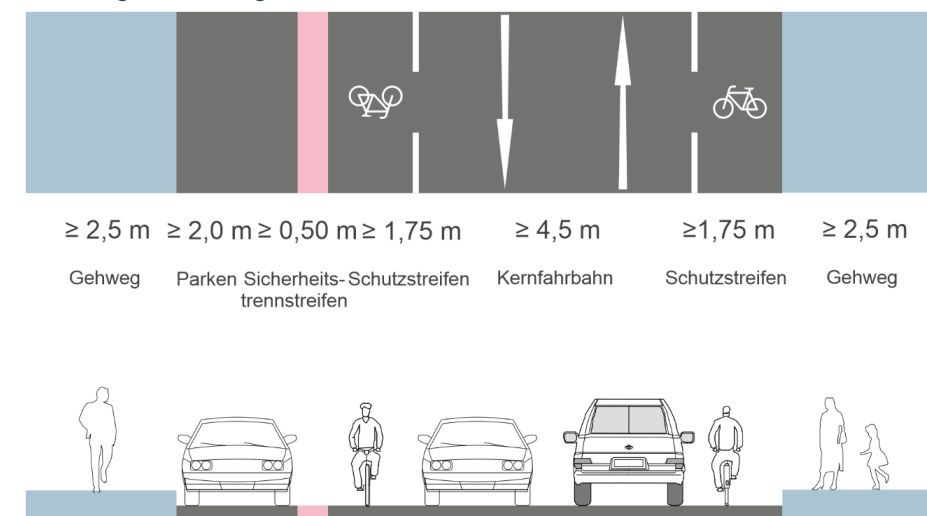 ≥ 2,5 m ≥ 2,0 m ≥ 0,50 m ≥ 1,75 m ≥ 4,5 m ≥1,75 m ≥ 2,5 m
Gehweg Parken Sicherheits- Schutzstreifen Kernfahrbahn Schutzstreifen Gehweg
trennstreifen